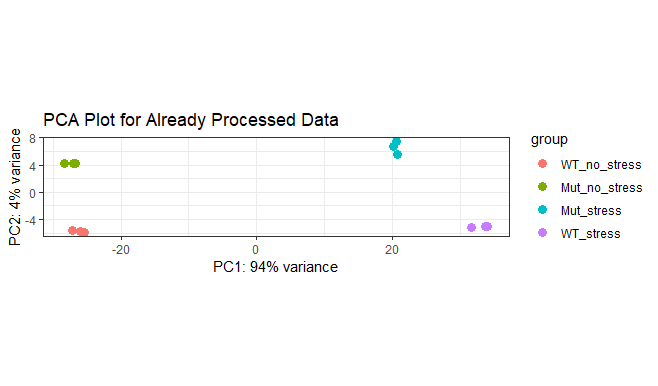 PCA Plot for Already Processed Data
PC2: 4% variance
8
4
0
-4
-20
0
20
PC1: 94% variance
group
WT_no_stress
Mut_no_stress
Mut_stress
WT_stress